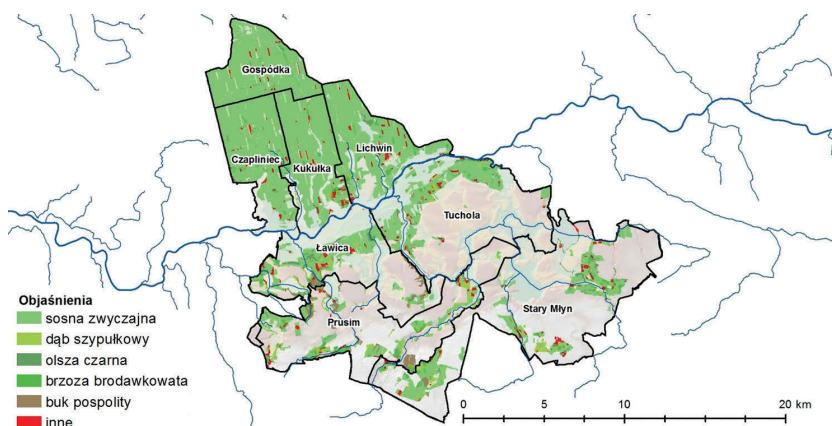 Gospódka
Czapliniec
Kukułka
Lichwin
Tuchola
Ławica
Stary Młyn
Prusim
Objaśnienia
sosna zwyczajna
dąb szypułkowy
olsza czarna
brzoza brodawkowata
buk pospolity
inne
0 5 10 20 km